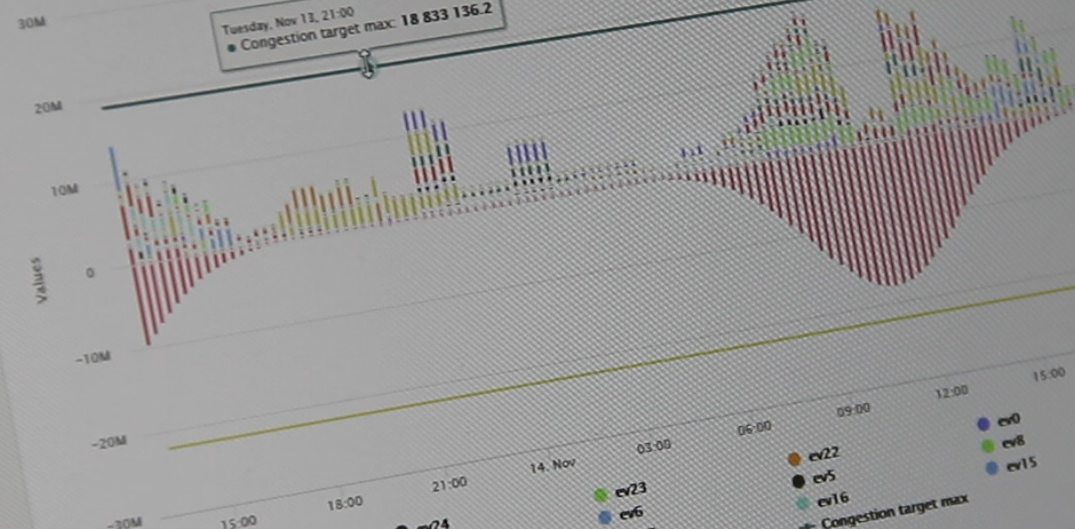 30M
Tuesday, Nov 13, 21:00
Congestion target max: 18 833 136.2
20M
10M
0
Values
-10M
-20M
-30M
15:00
18:00
21:00
14. Nov
03:00
06:00
09:00
12:00
15:00
ev24
ev23
ev6
ev22
ev5
ev16
Congestion target max
ev0
ev8
ev15